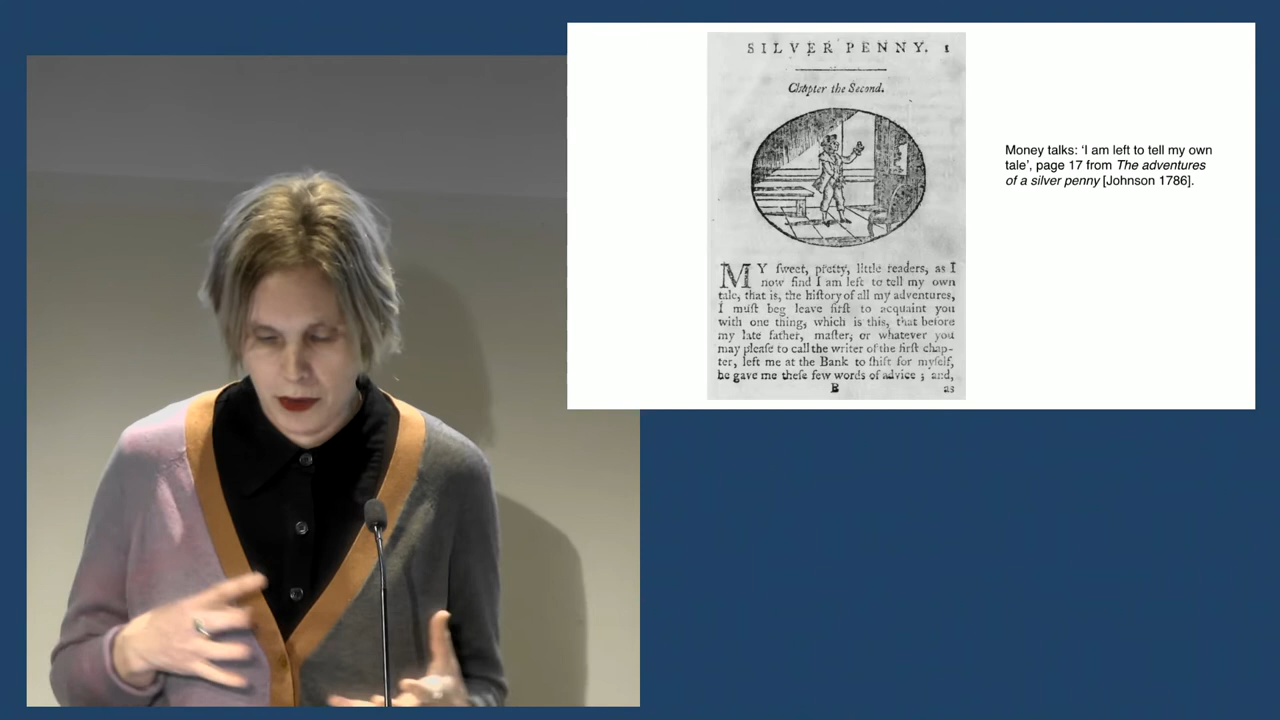 SILVER PENNY.
Chapter the Second.
MY ſweet, pretty, little readers, as I
now find I am left to tell my own
tale, that is, the hiſtory of all my adventures,
I muſt beg leave firſt to acquaint you
with one thing, which is this, that before
my late father, maſter, or whatever you
may pleaſe to call the writer of the firſt chap-
ter, left me at the Bank to ſhift for myſelf,
he gave me theſe few words of advice ; and,
B as
Money talks: ‘I am left to tell my own
tale’, page 17 from The adventures
of a silver penny [Johnson 1786].